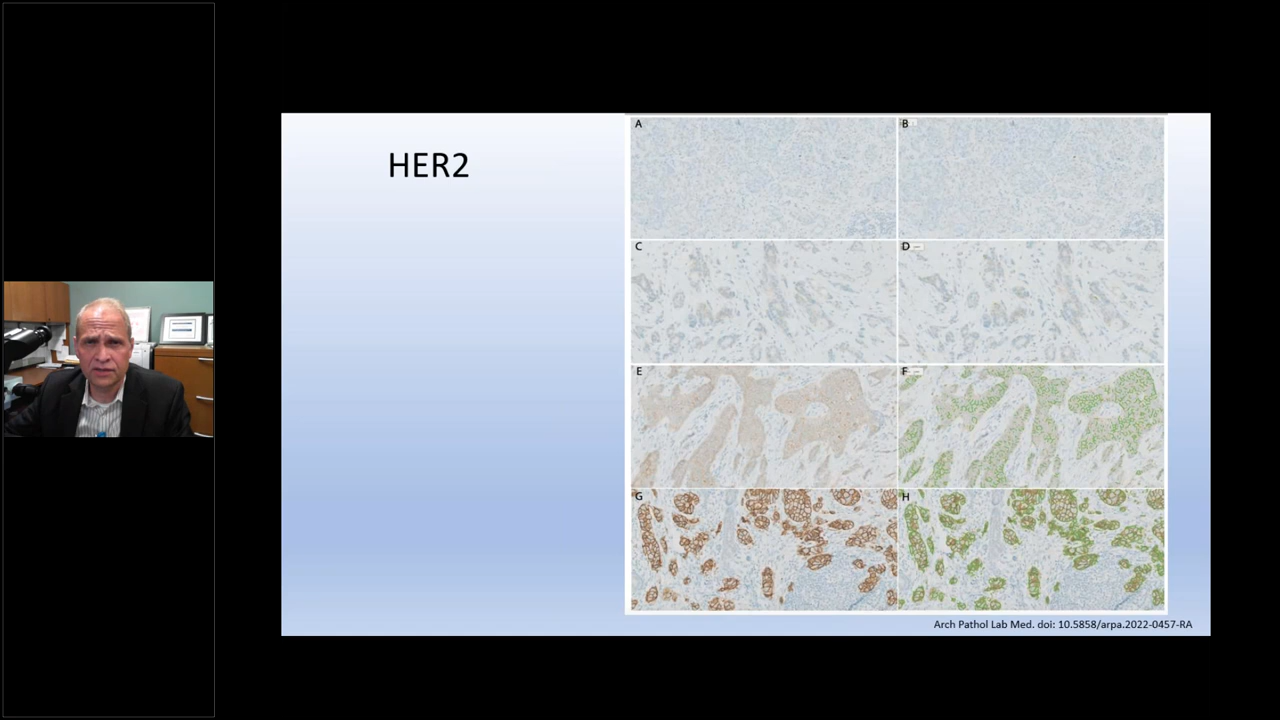 HER2
A
B
C
D
E
F
G
H
Arch Pathol Lab Med. doi: 10.5858/arpa.2022-0457-RA